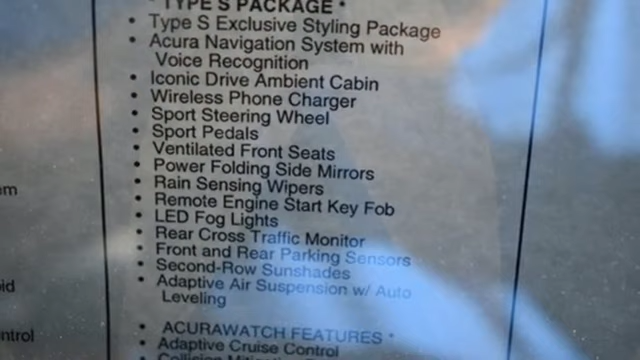 * TYPE S PACKAGE *
• Type S Exclusive Styling Package
• Acura Navigation System with
Voice Recognition
• Iconic Drive Ambient Cabin
• Wireless Phone Charger
• Sport Steering Wheel
• Sport Pedals
• Ventilated Front Seats
• Power Folding Side Mirrors
• Rain Sensing Wipers
• Remote Engine Start Key Fob
• LED Fog Lights
• Rear Cross Traffic Monitor
• Front and Rear Parking Sensors
• Second-Row Sunshades
• Adaptive Air Suspension w/ Auto
Leveling
• ACURAWATCH FEATURES *
• Adaptive Cruise Control